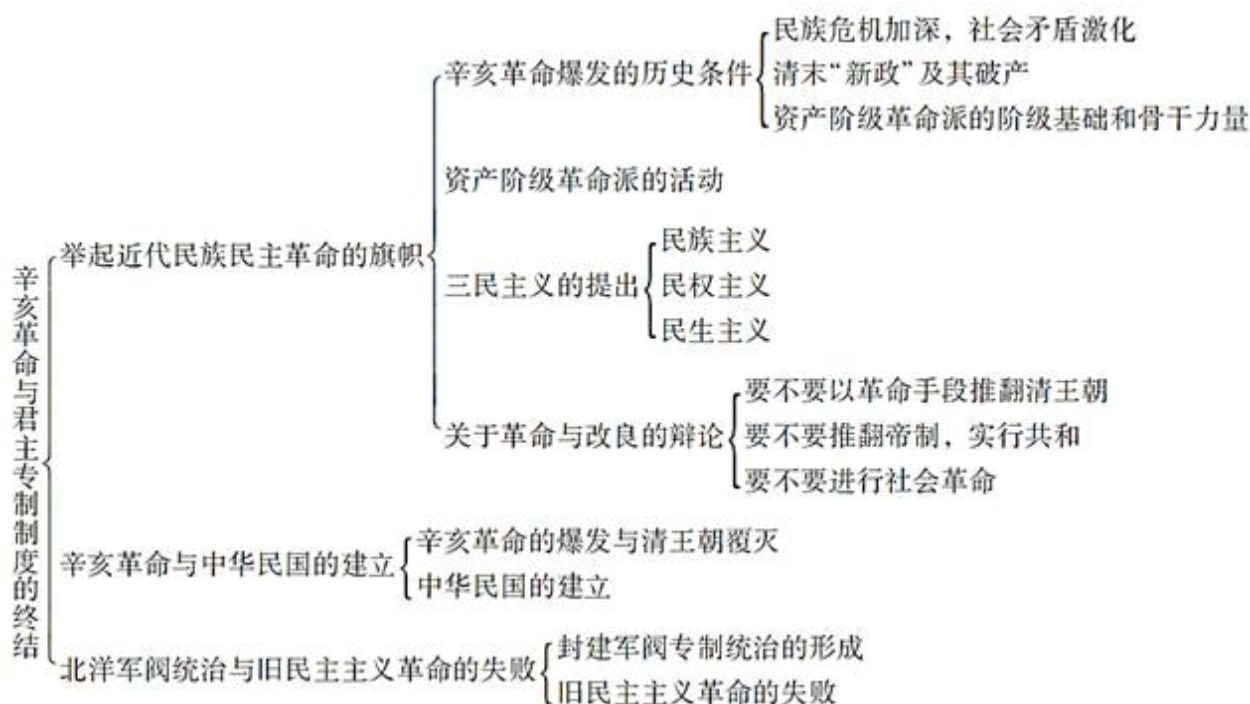 辛亥革命与君主专制制度的终结
举起近代民族民主革命的旗帜
辛亥革命爆发的历史条件
民族危机加深，社会矛盾激化
清末“新政”及其破产
资产阶级革命派的阶级基础和骨干力量
资产阶级革命派的活动
三民主义的提出
民族主义
民权主义
民生主义
关于革命与改良的辩论
要不要以革命手段推翻清王朝
要不要推翻帝制，实行共和
要不要进行社会革命
辛亥革命与中华民国的建立
辛亥革命的爆发与清王朝覆灭
中华民国的建立
北洋军阀统治与旧民主主义革命的失败
封建军阀专制统治的形成
旧民主主义革命的失败